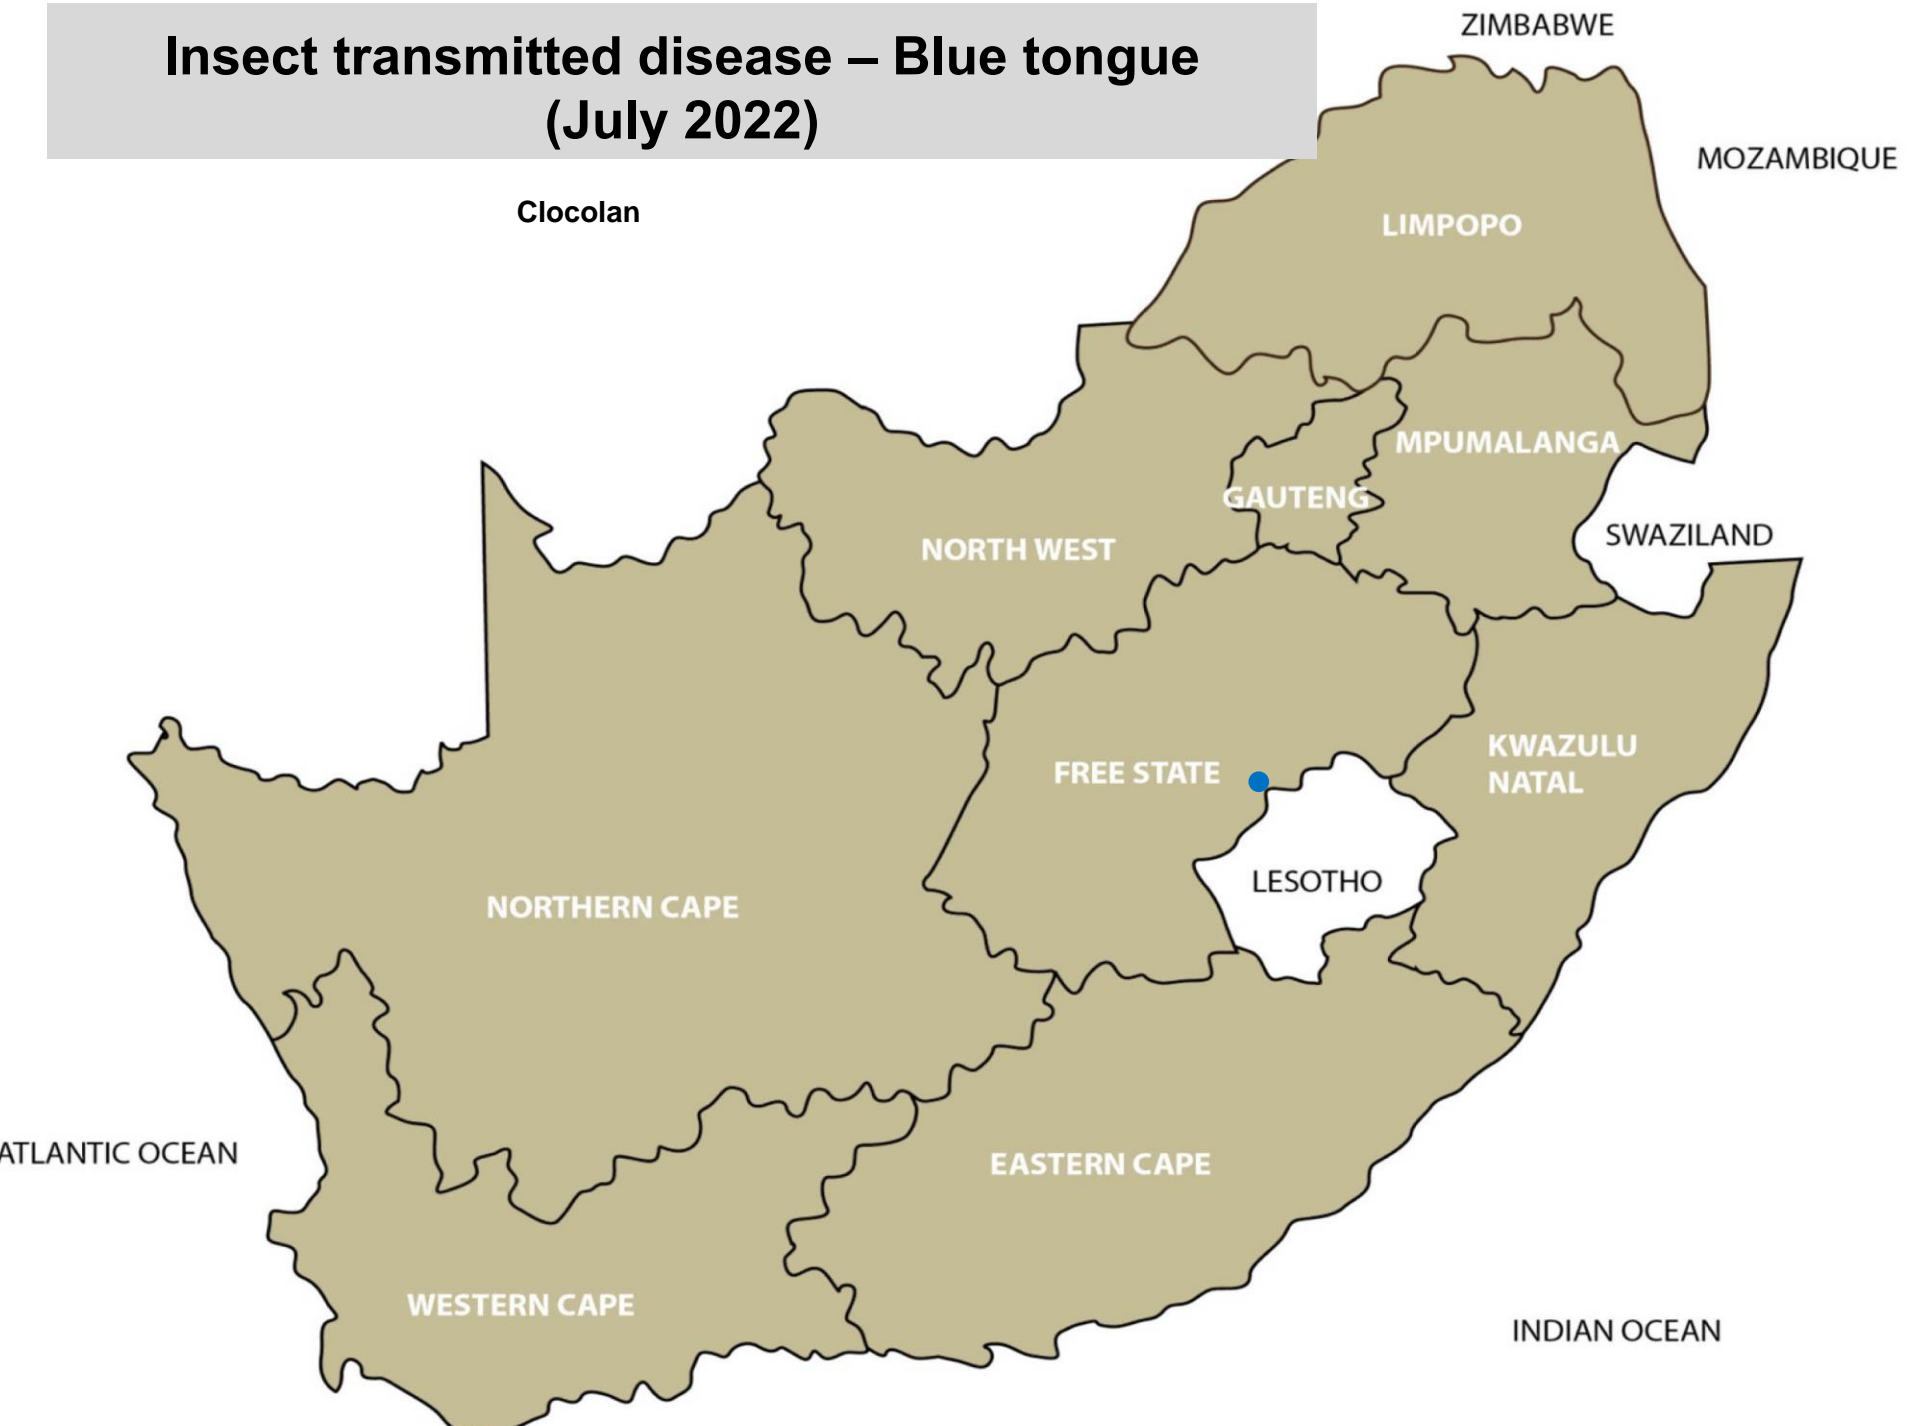 Insect transmitted disease – Blue tongue
(July 2022)
ZIMBABWE
MOZAMBIQUE
Clocolan
LIMPOPO
MPUMALANGA
GAUTENG
SWAZILAND
NORTH WEST
KWAZULU
NATAL
FREE STATE
LESOTHO
NORTHERN CAPE
ATLANTIC OCEAN
EASTERN CAPE
WESTERN CAPE
INDIAN OCEAN